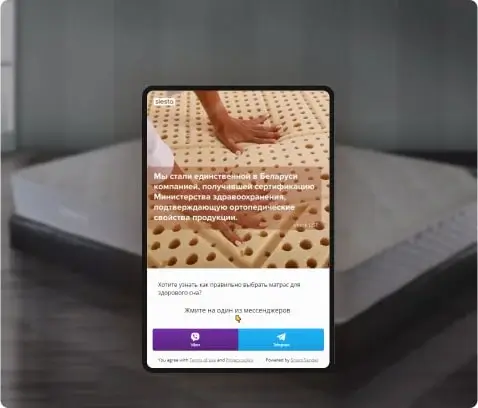 siesta
Мы стали единственной в Беларуси
компанией, получившей сертификацию
Министерства здравоохранения,
подтверждающую ортопедические
свойства продукции.
Хотите узнать как правильно выбрать матрас для
здорового сна?
Жмите на один из мессенджеров
Viber
Telegram
You agree with Terms of use and Privacy policy
Powered by